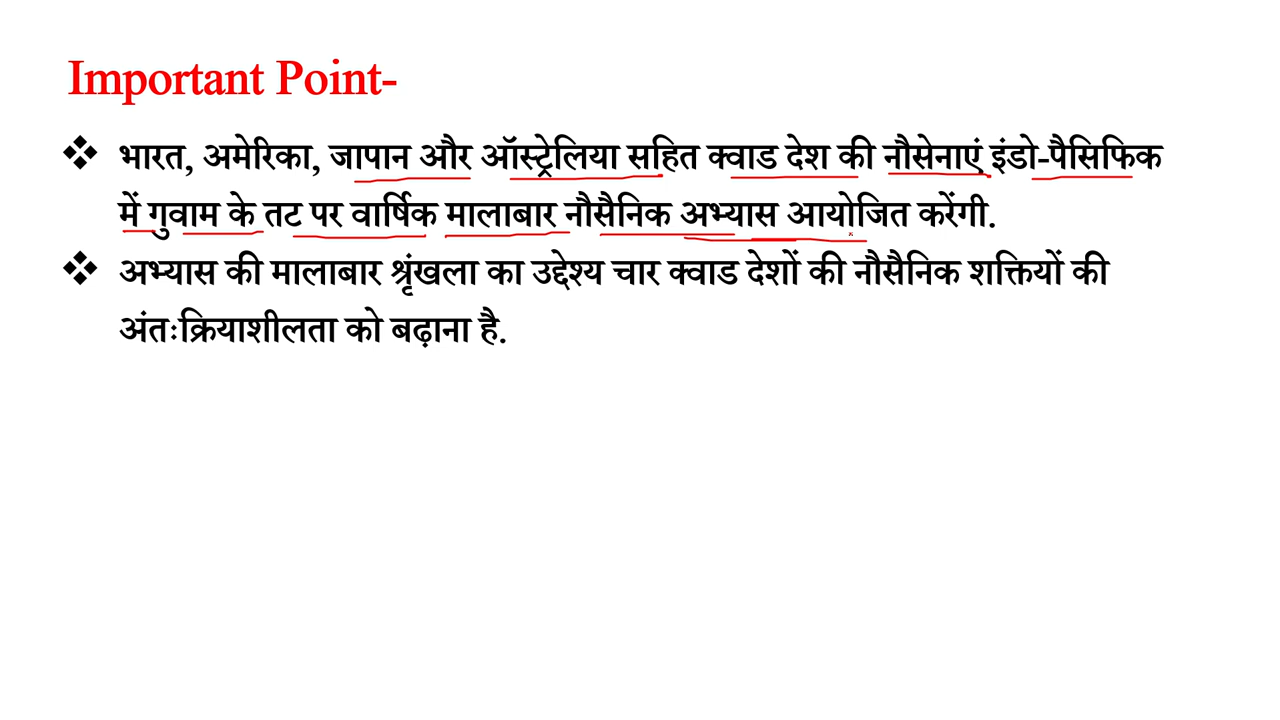 Important Point-
❖ भारत, अमेरिका, जापान और ऑस्ट्रेलिया सहित क्वाड देश की नौसेनाएं इंडो-पैसिफिक
में गुवाम के तट पर वार्षिक मालाबार नौसैनिक अभ्यास आयोजित करेंगी.
❖ अभ्यास की मालाबार श्रृंखला का उद्देश्य चार क्वाड देशों की नौसैनिक शक्तियों की
अंतःक्रियाशीलता को बढ़ाना है.